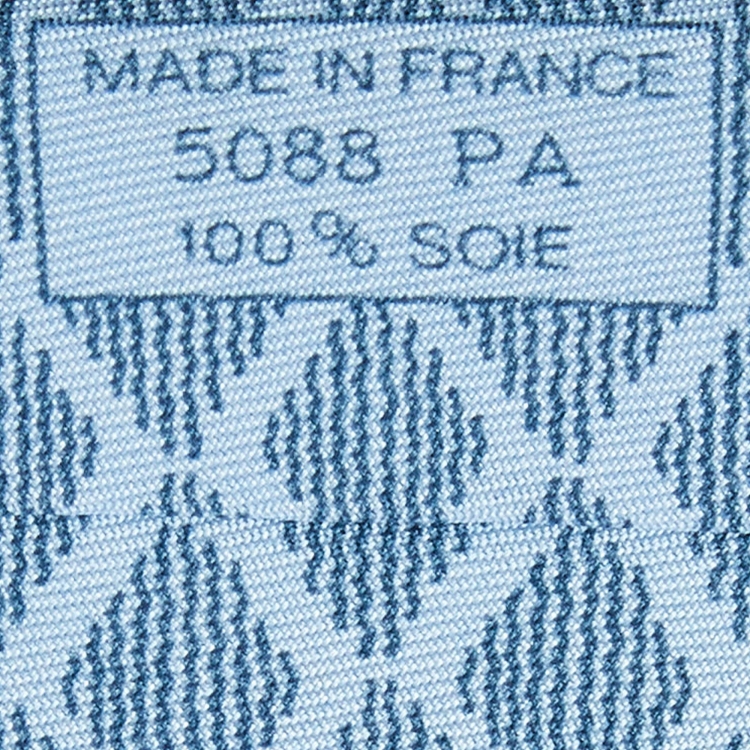 MADE IN FRANCE
5088 PA
100% SOIE